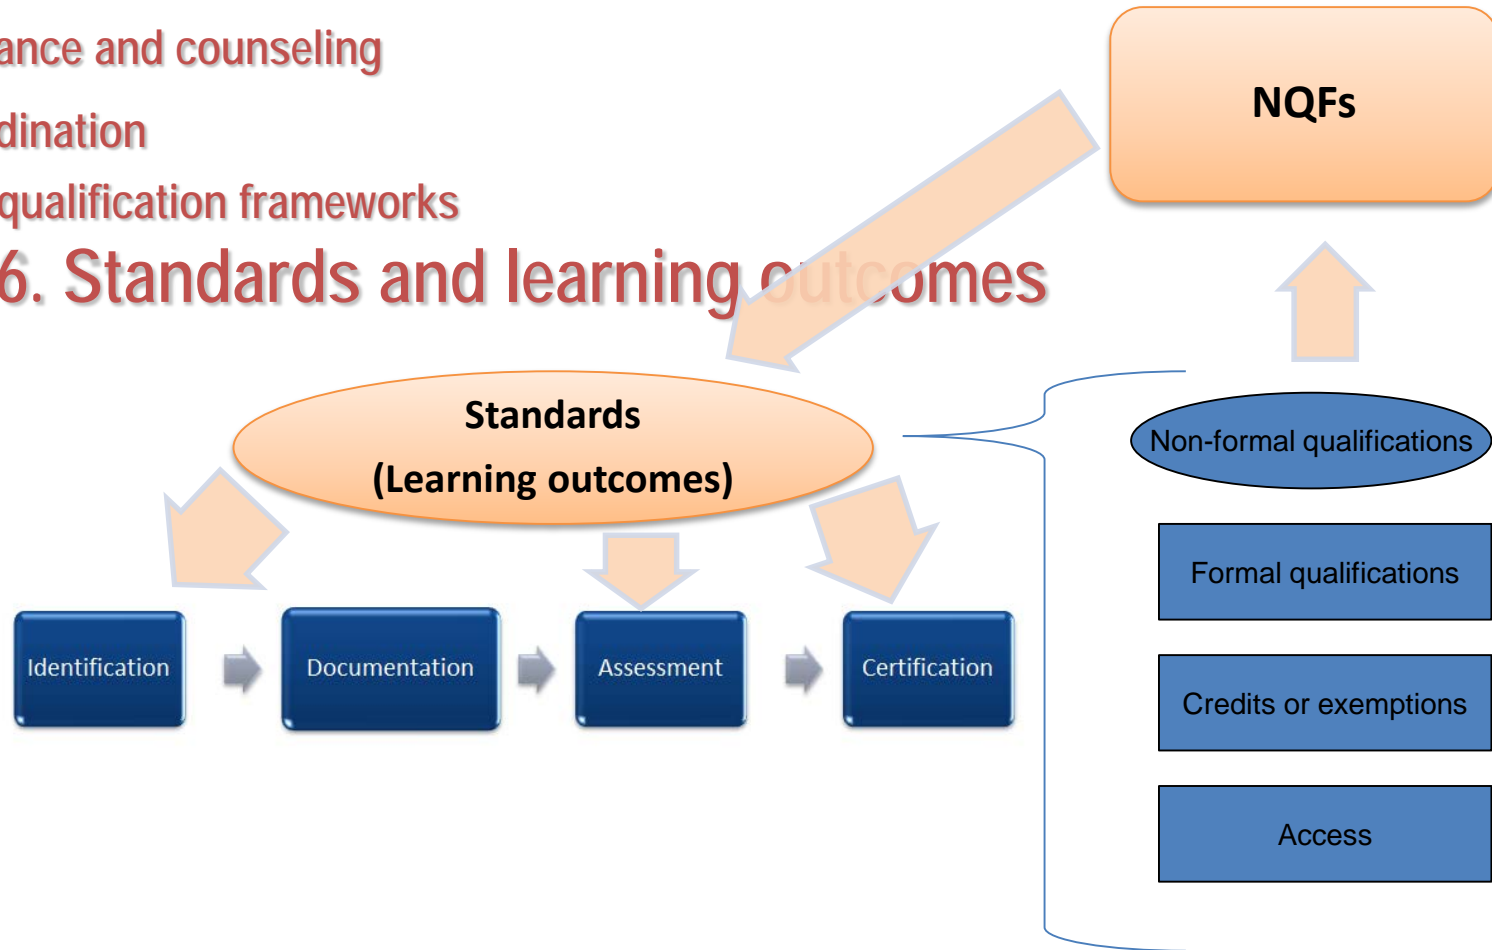 ance and counseling
dination
qualification frameworks
6. Standards and learning outcomes
NQFs
Standards
(Learning outcomes)
Identification
Documentation
Assessment
Certification
Non-formal qualifications
Formal qualifications
Credits or exemptions
Access